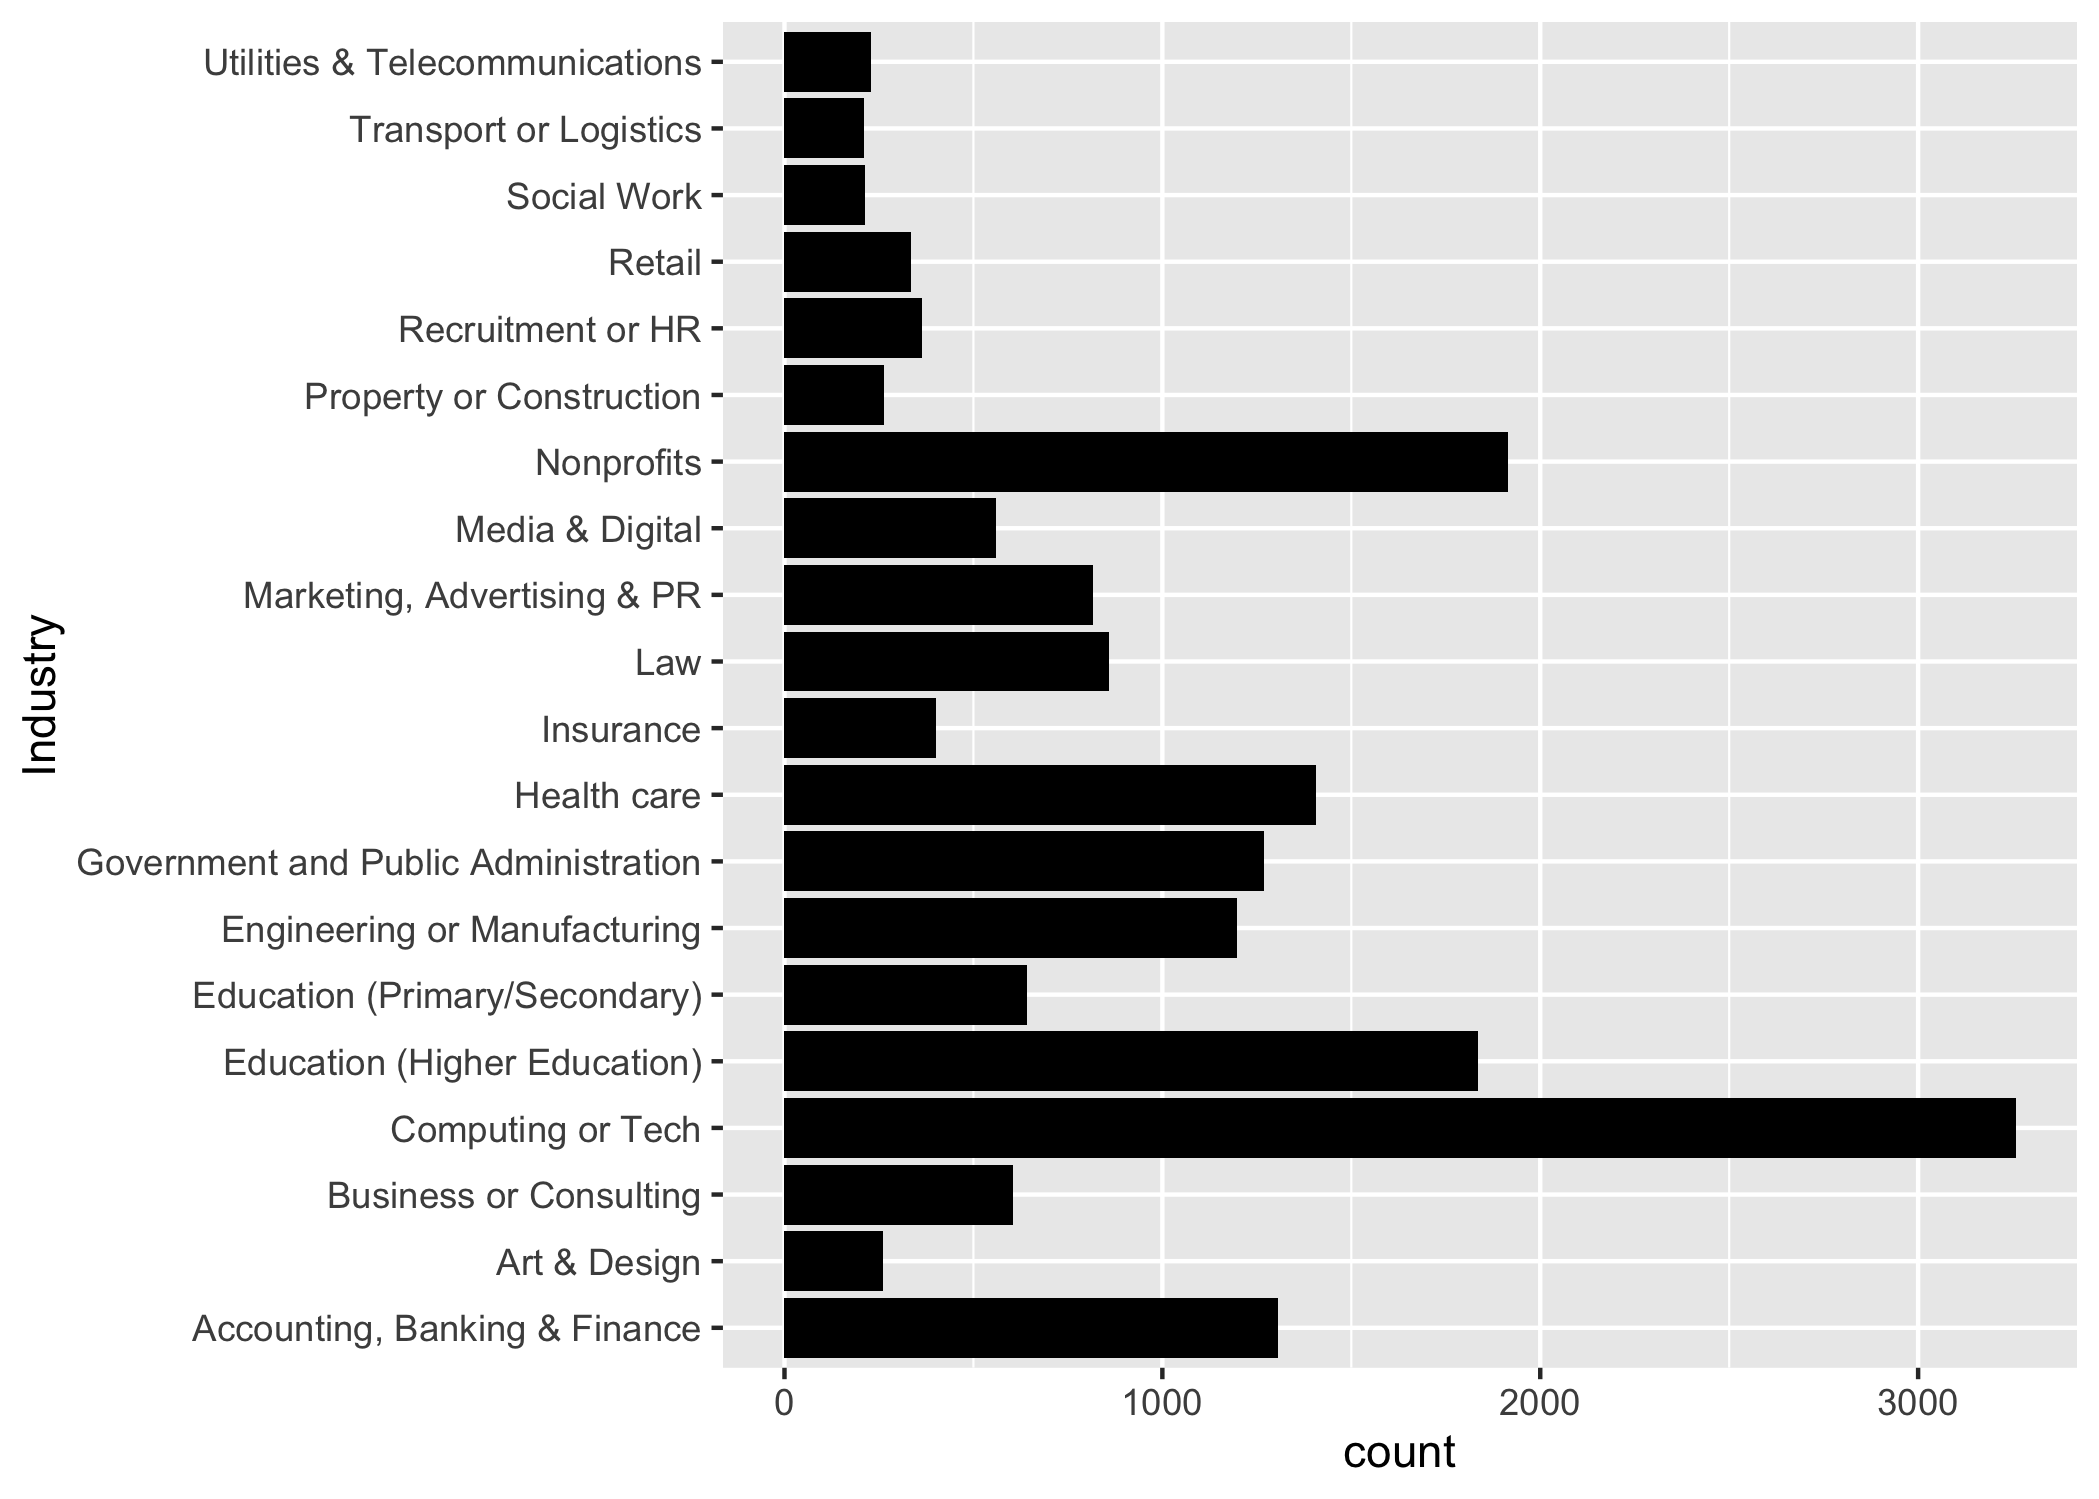 Utilities & Telecommunications
Transport or Logistics
Social Work
Retail
Recruitment or HR
Property or Construction
Nonprofits
Media & Digital
Marketing, Advertising & PR
Law
Insurance
Health care
Government and Public Administration
Engineering or Manufacturing
Education (Primary/Secondary)
Education (Higher Education)
Computing or Tech
Business or Consulting
Art & Design
Accounting, Banking & Finance
Industry
0 1000 2000 3000
count